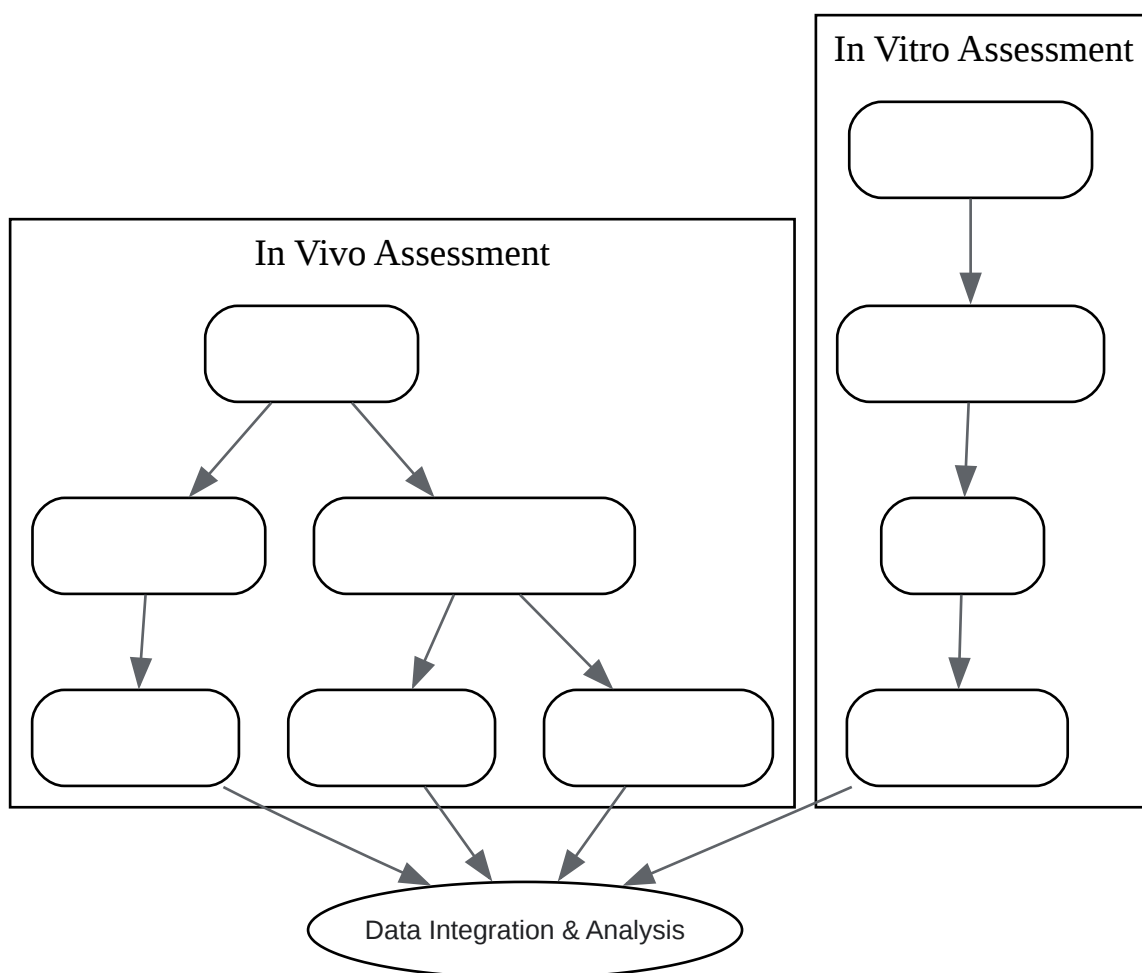 In Vitro Assessment
In Vivo Assessment
Data Integration & Analysis